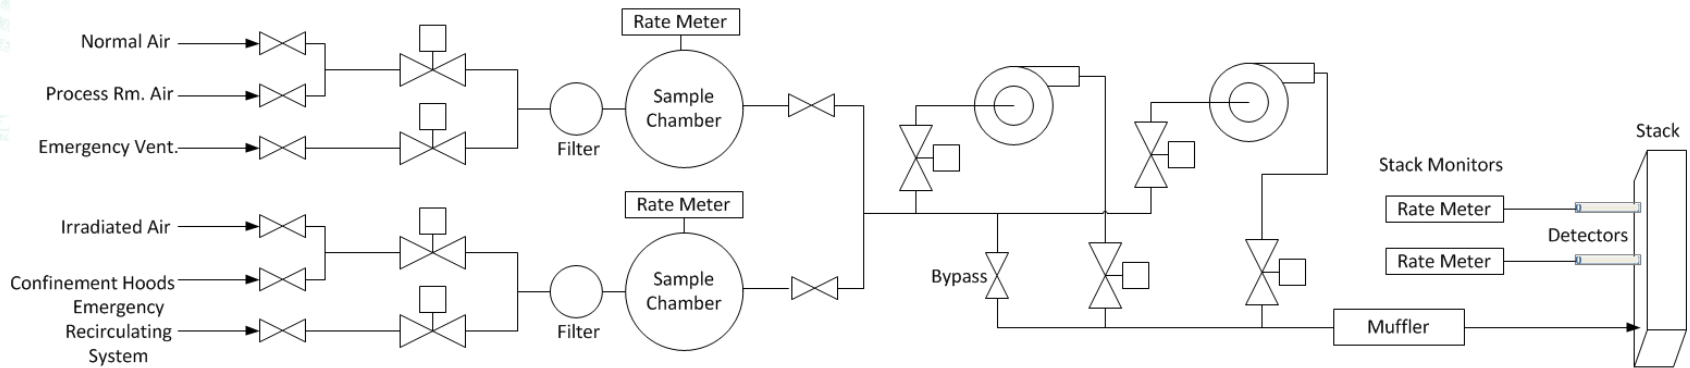 Normal Air
Process Rm. Air
Emergency Vent.
Rate Meter
Sample
Chamber
Filter
Irradiated Air
Confinement Hoods
Emergency
Recirculating
System
Rate Meter
Sample
Chamber
Filter
Bypass
Muffler
Stack
Stack Monitors
Rate Meter
Detectors
Rate Meter